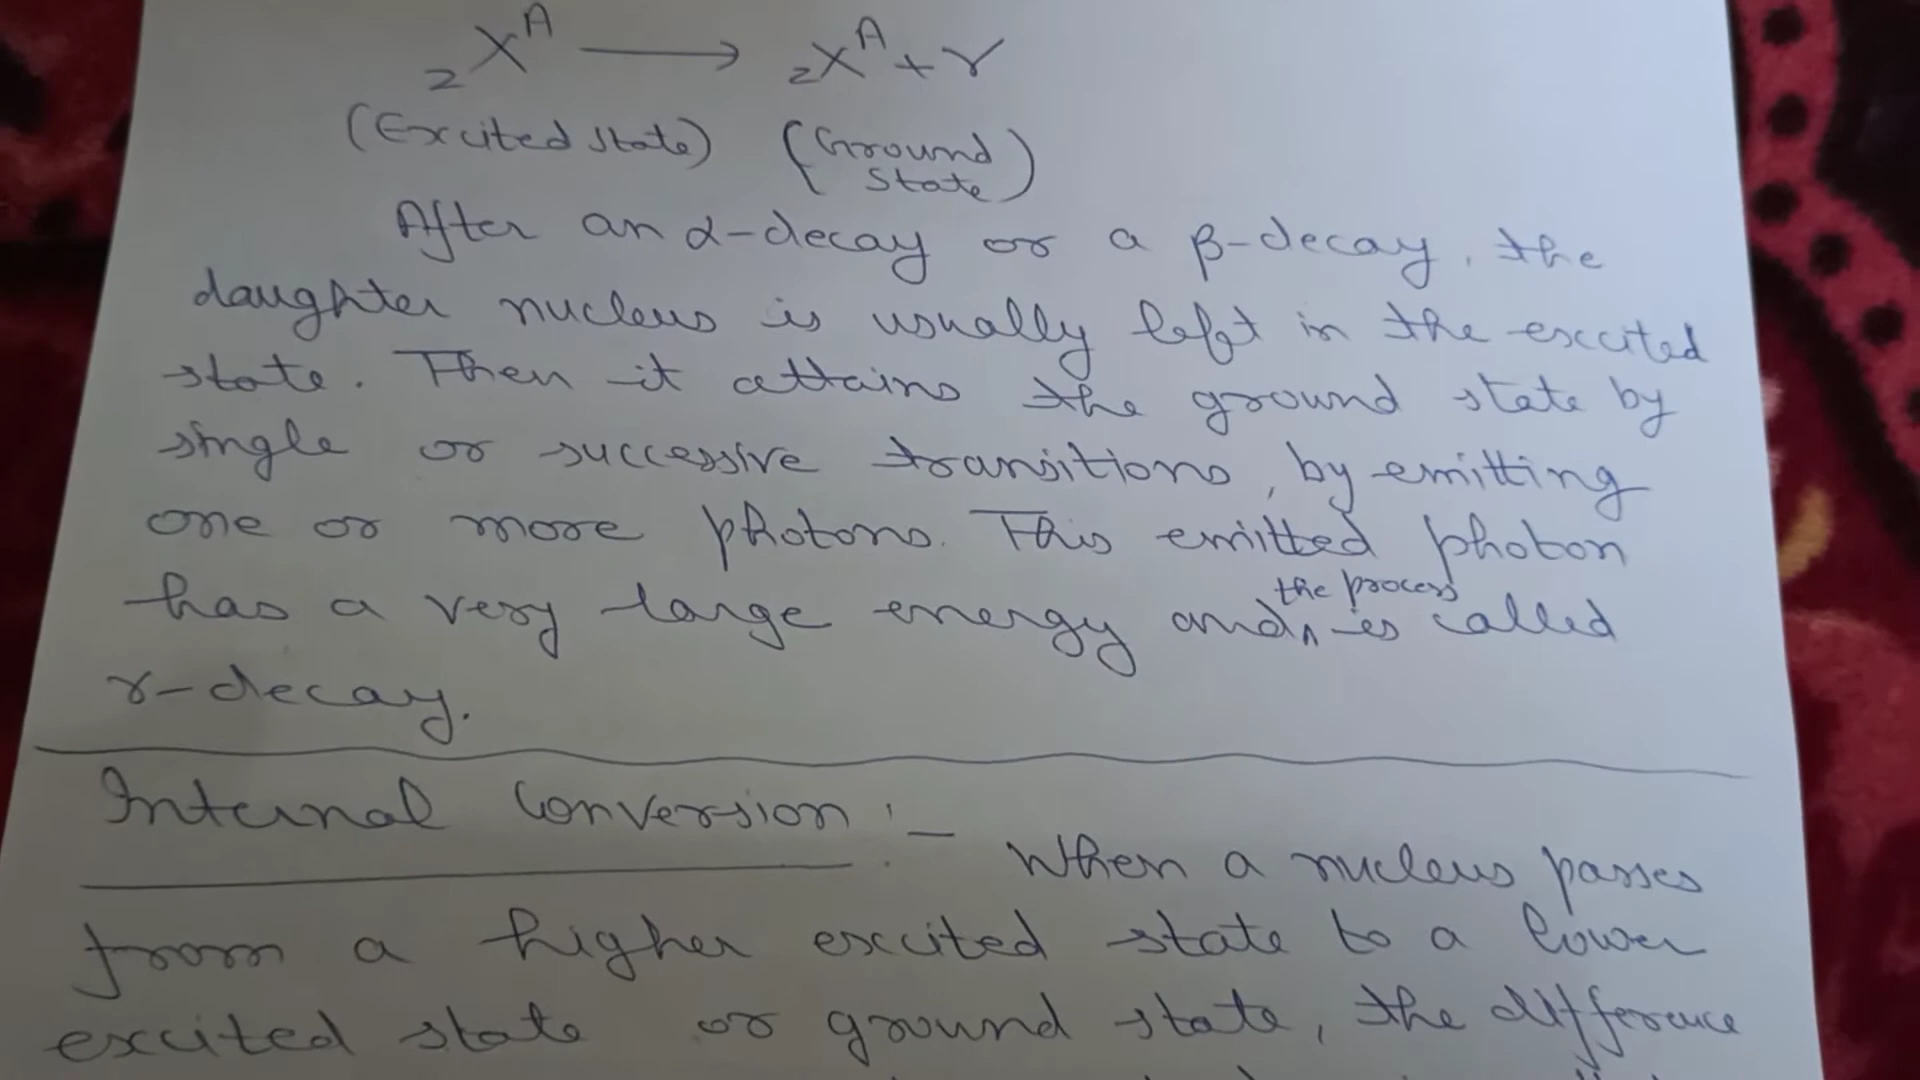 zXᴬ ⟶ zXᴬ + γ
(Excited state) (Ground State)
After an α-decay or a β-decay, the
daughter nucleus is usually left in the excited
state. Then it attains the ground state by
single or successive transitions, by emitting
one or more photons. This emitted photon
has a very large energy and the process is called
γ-decay.
Internal Conversion :- When a nucleus passes
from a higher excited state to a lower
excited state or ground state, the difference